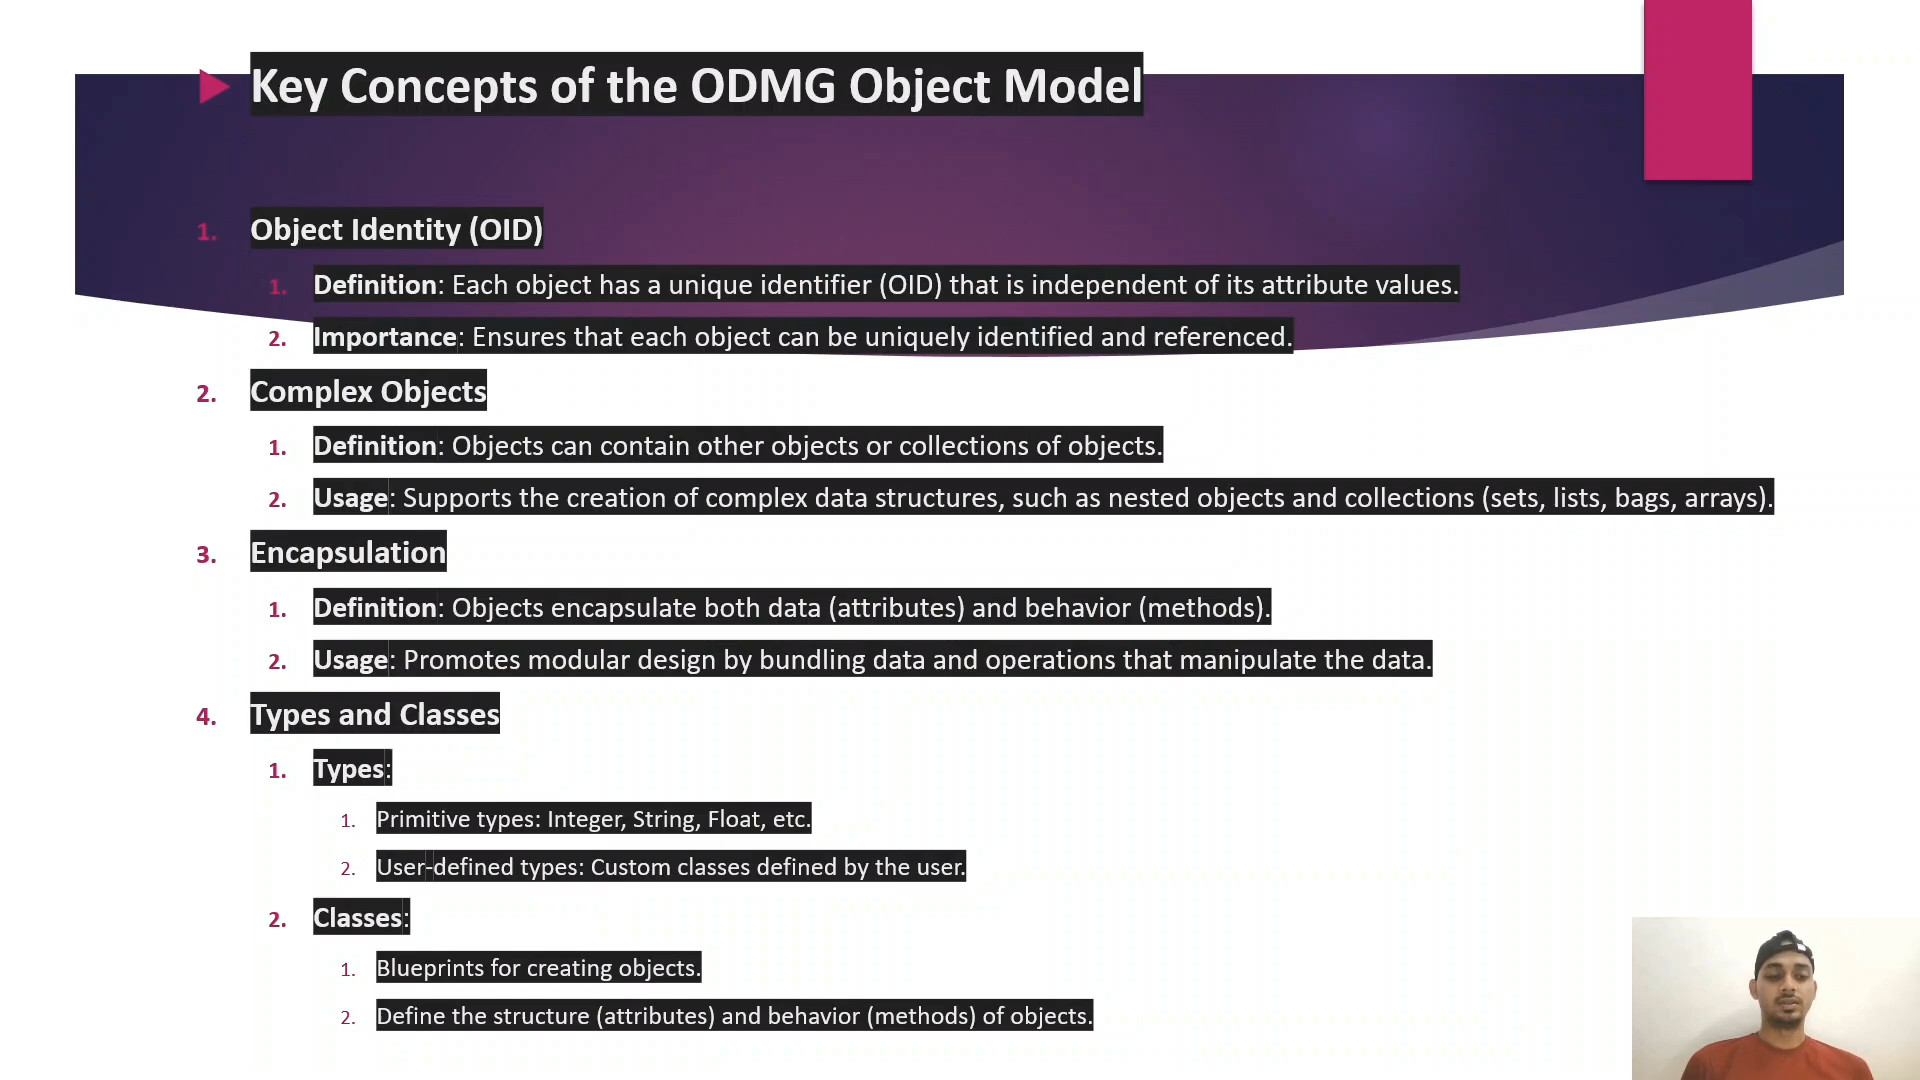 Key Concepts of the ODMG Object Model
1. Object Identity (OID)
1. Definition: Each object has a unique identifier (OID) that is independent of its attribute values.
2. Importance: Ensures that each object can be uniquely identified and referenced.
2. Complex Objects
1. Definition: Objects can contain other objects or collections of objects.
2. Usage: Supports the creation of complex data structures, such as nested objects and collections (sets, lists, bags, arrays).
3. Encapsulation
1. Definition: Objects encapsulate both data (attributes) and behavior (methods).
2. Usage: Promotes modular design by bundling data and operations that manipulate the data.
4. Types and Classes
1. Types:
1. Primitive types: Integer, String, Float, etc.
2. User-defined types: Custom classes defined by the user.
2. Classes:
1. Blueprints for creating objects.
2. Define the structure (attributes) and behavior (methods) of objects.